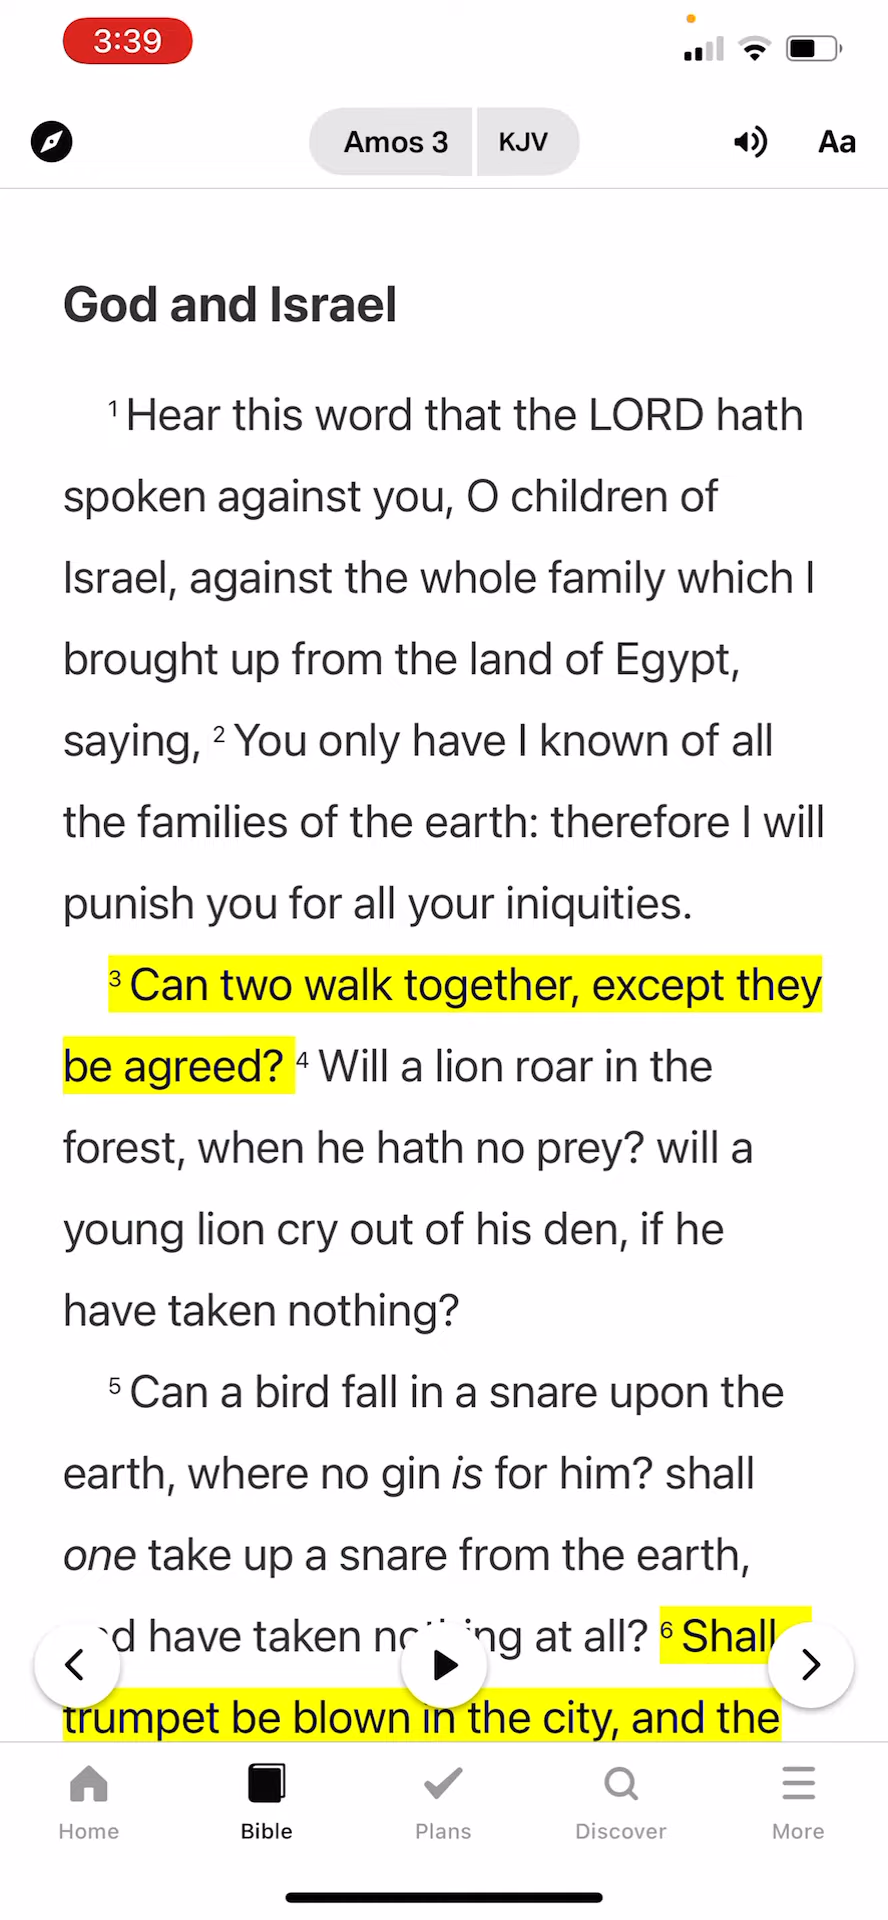 3:39
Amos 3 KJV Aa
God and Israel
1 Hear this word that the LORD hath
spoken against you, O children of
Israel, against the whole family which I
brought up from the land of Egypt,
saying, 2 You only have I known of all
the families of the earth: therefore I will
punish you for all your iniquities.
3 Can two walk together, except they
be agreed? 4 Will a lion roar in the
forest, when he hath no prey? will a
young lion cry out of his den, if he
have taken nothing?
5 Can a bird fall in a snare upon the
earth, where no gin is for him? shall
one take up a snare from the earth,
have taken at all? 6 Shall
trumpet be blown in the city, and the
Home Bible Plans Discover More